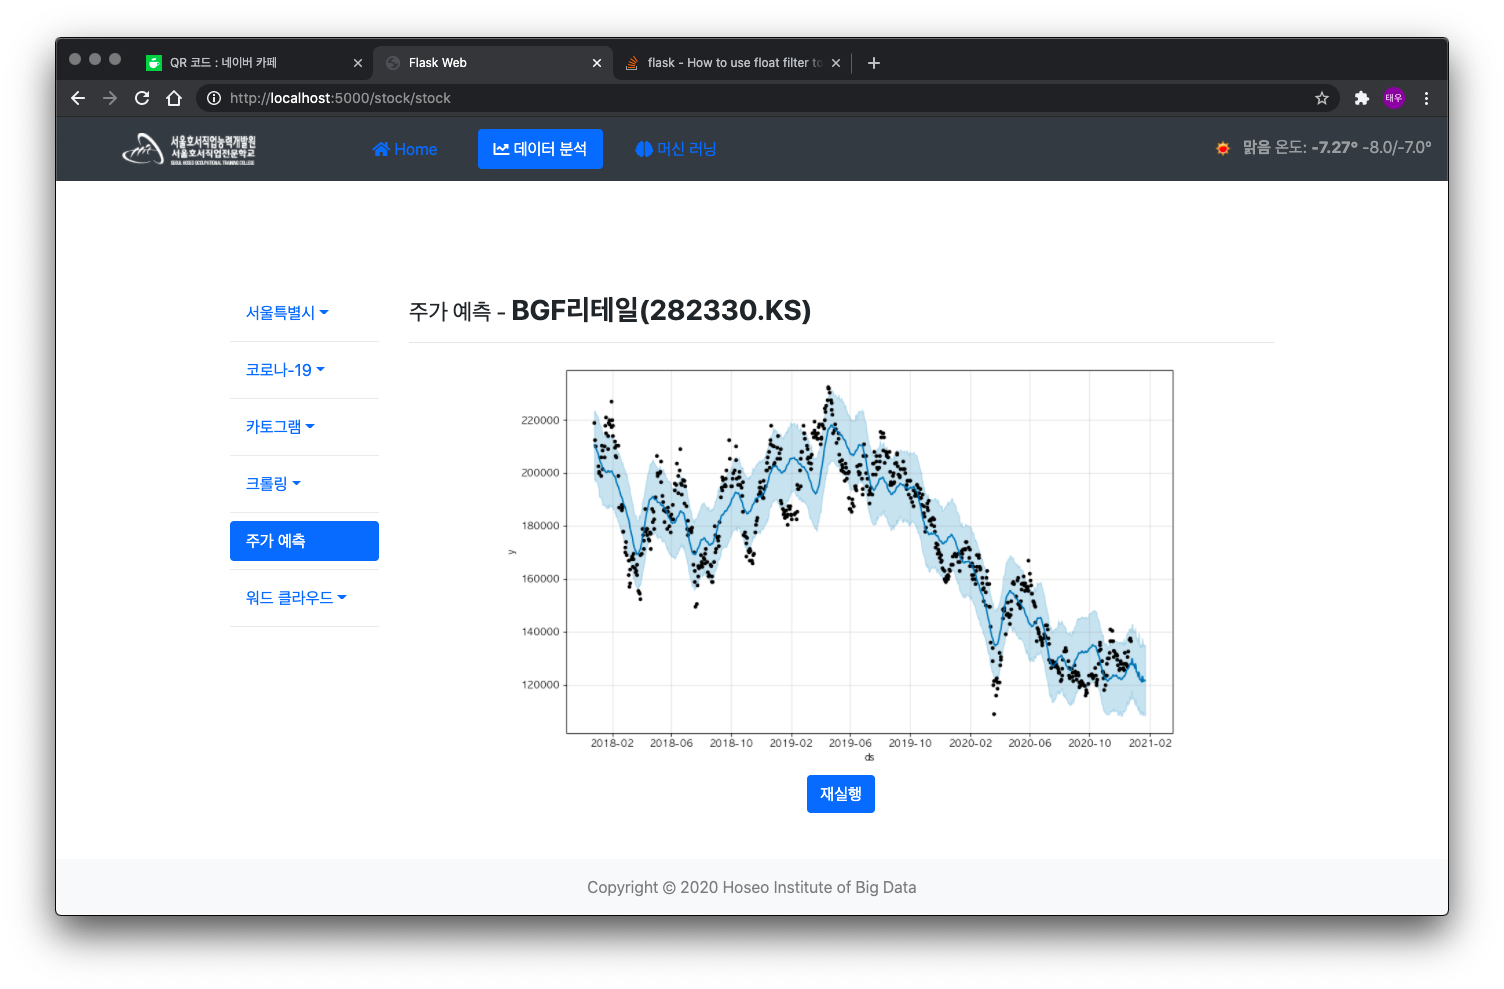 QR 코드 : 네이버 카페
Flask Web
flask - How to use float filter to
http://localhost:5000/stock/stock
태우
서울호서직업능력개발원
서울호서직업전문학교
SEOUL HOSEO OCCUPATIONAL TRAINING COLLEGE
Home
데이터 분석
머신 러닝
맑음 온도: -7.27° -8.0/-7.0°
서울특별시
코로나-19
카토그램
크롤링
주가 예측
워드 클라우드
주가 예측 - BGF리테일(282330.KS)
220000
200000
180000
160000
140000
120000
y
2018-02 2018-06 2018-10 2019-02 2019-06 2019-10 2020-02 2020-06 2020-10 2021-02
ds
재실행
Copyright © 2020 Hoseo Institute of Big Data